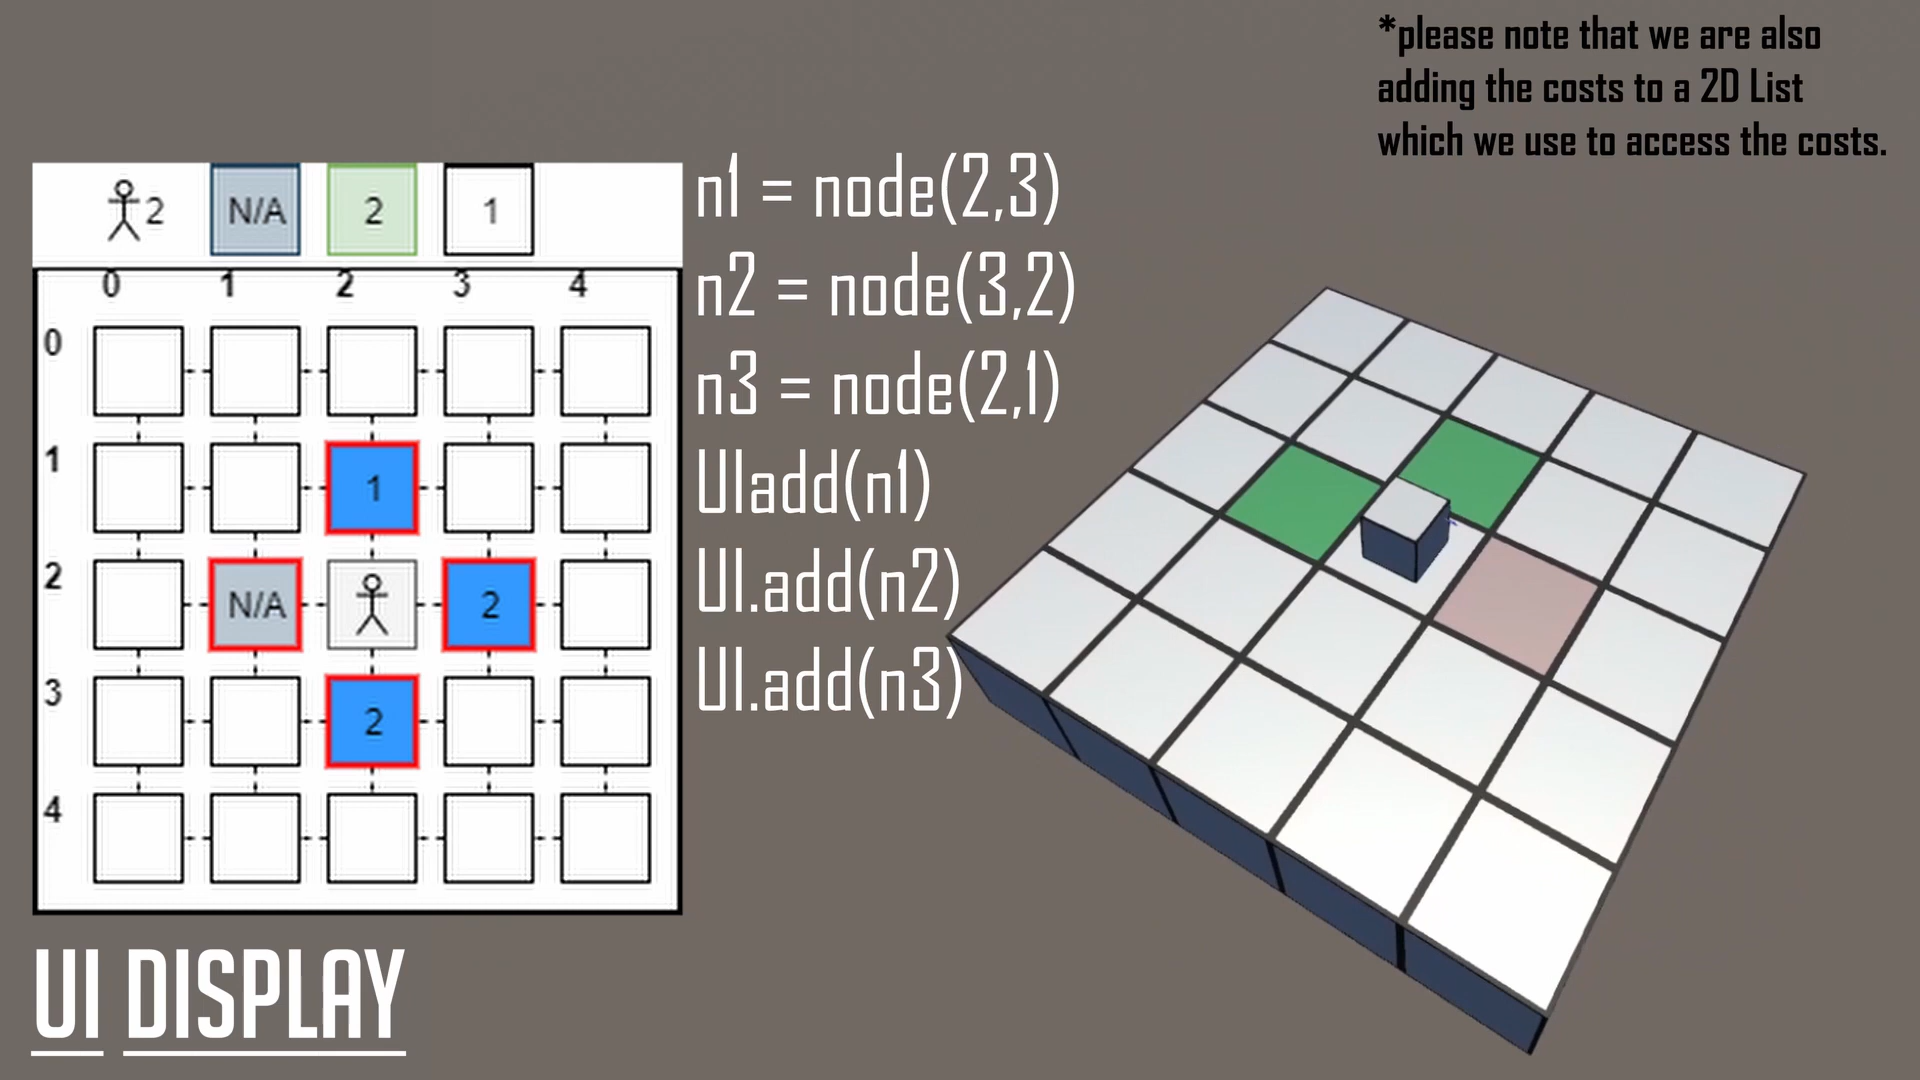 *please note that we are also
adding the costs to a 2D List
which we use to access the costs.
2 N/A 2 1
0 1 2 3 4
0
1
1
2
N/A
2
3
2
4
n1 = node(2,3)
n2 = node(3,2)
n3 = node(2,1)
UIadd(n1)
UI.add(n2)
UI.add(n3)
UI DISPLAY